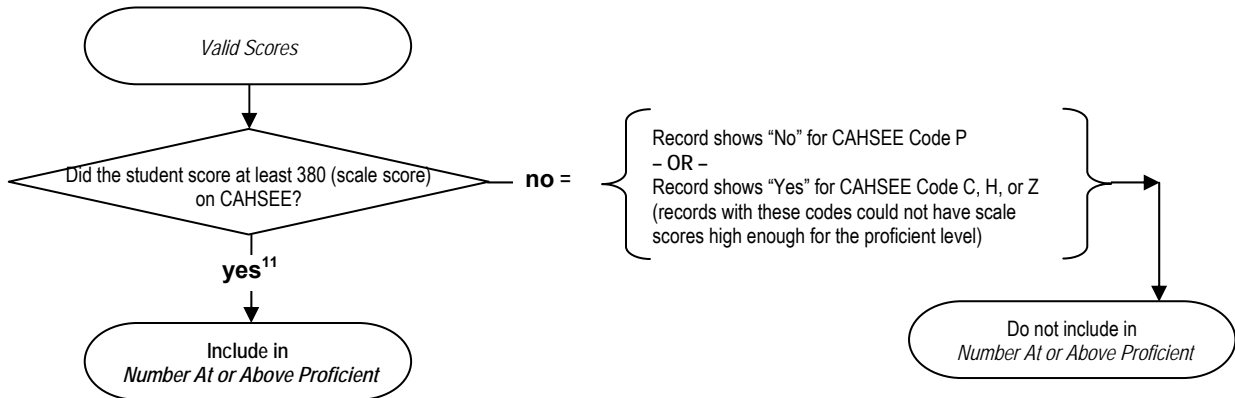 Valid Scores
Did the student score at least 380 (scale score)
on CAHSEE?
no =
Record shows “No” for CAHSEE Code P
– OR –
Record shows “Yes” for CAHSEE Code C, H, or Z
(records with these codes could not have scale
scores high enough for the proficient level)
yes¹¹
Include in
Number At or Above Proficient
Do not include in
Number At or Above Proficient